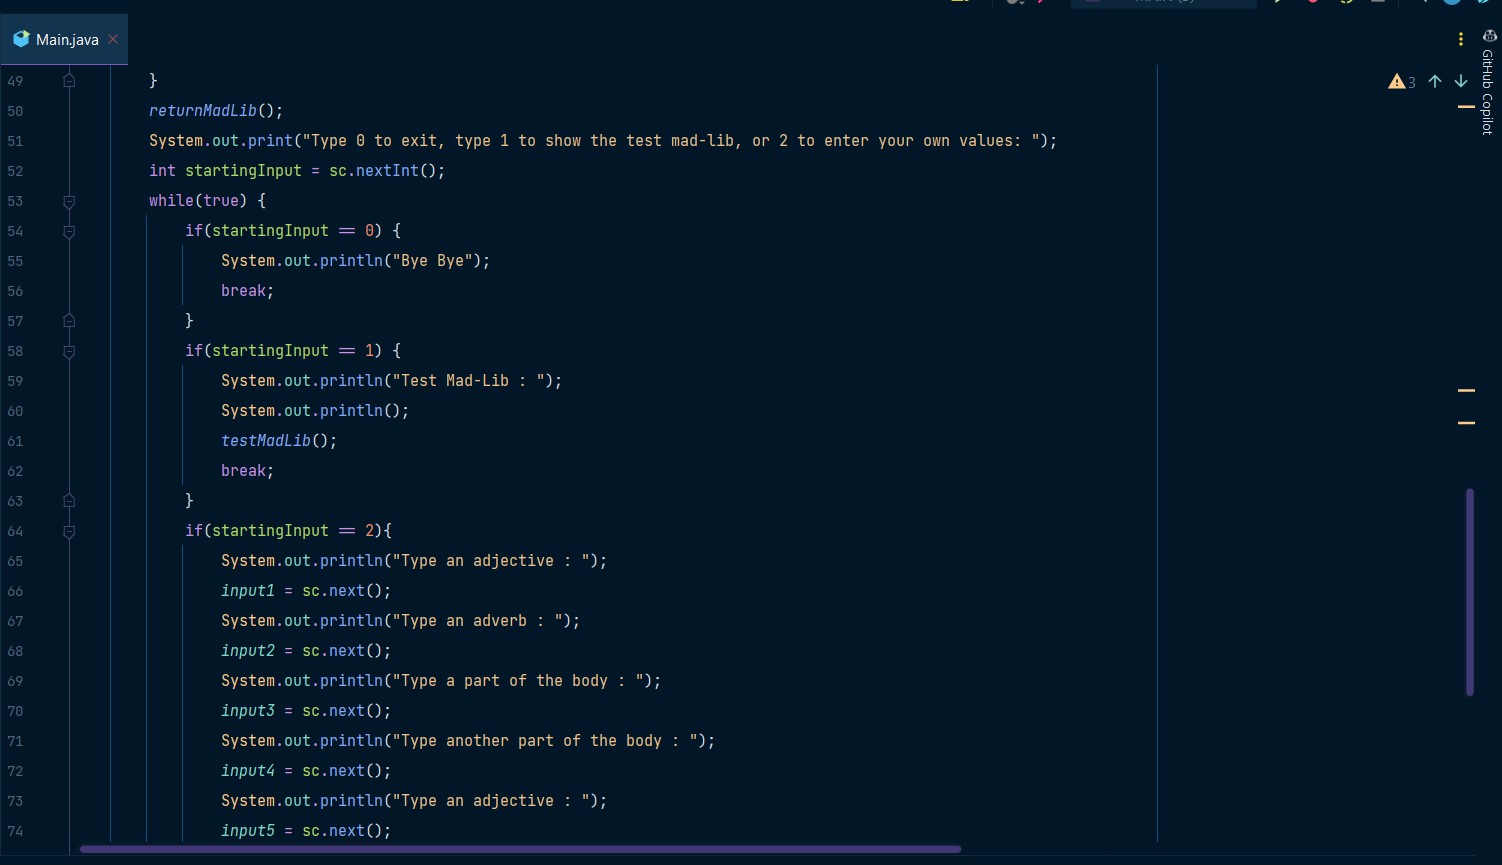 Main.java
GitHub Copilot
3
49 }
50 returnMadLib();
51 System.out.print("Type 0 to exit, type 1 to show the test mad-lib, or 2 to enter your own values: ");
52 int startingInput = sc.nextInt();
53 while(true) {
54 if(startingInput == 0) {
55 System.out.println("Bye Bye");
56 break;
57 }
58 if(startingInput == 1) {
59 System.out.println("Test Mad-Lib : ");
60 System.out.println();
61 testMadLib();
62 break;
63 }
64 if(startingInput == 2){
65 System.out.println("Type an adjective : ");
66 input1 = sc.next();
67 System.out.println("Type an adverb : ");
68 input2 = sc.next();
69 System.out.println("Type a part of the body : ");
70 input3 = sc.next();
71 System.out.println("Type another part of the body : ");
72 input4 = sc.next();
73 System.out.println("Type an adjective : ");
74 input5 = sc.next();